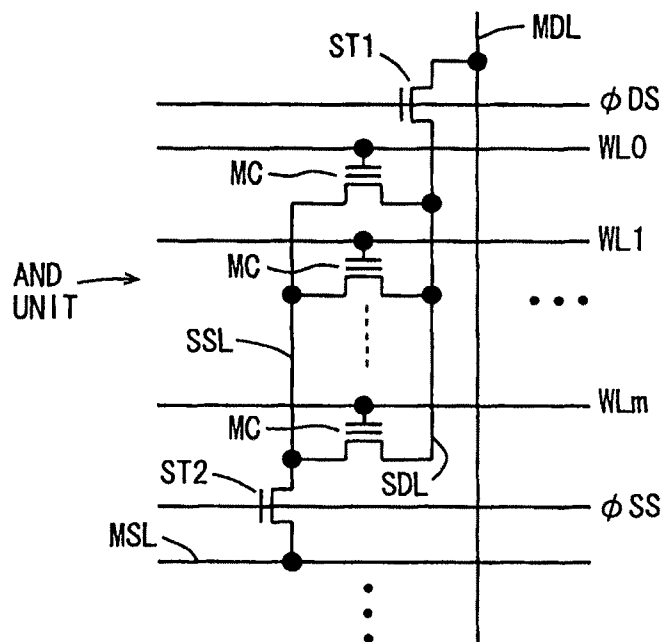 MDL
ST1
φDS
WL0
MC
WL1
MC
AND
UNIT
SSL
WLm
MC
ST2
SDL
φSS
MSL